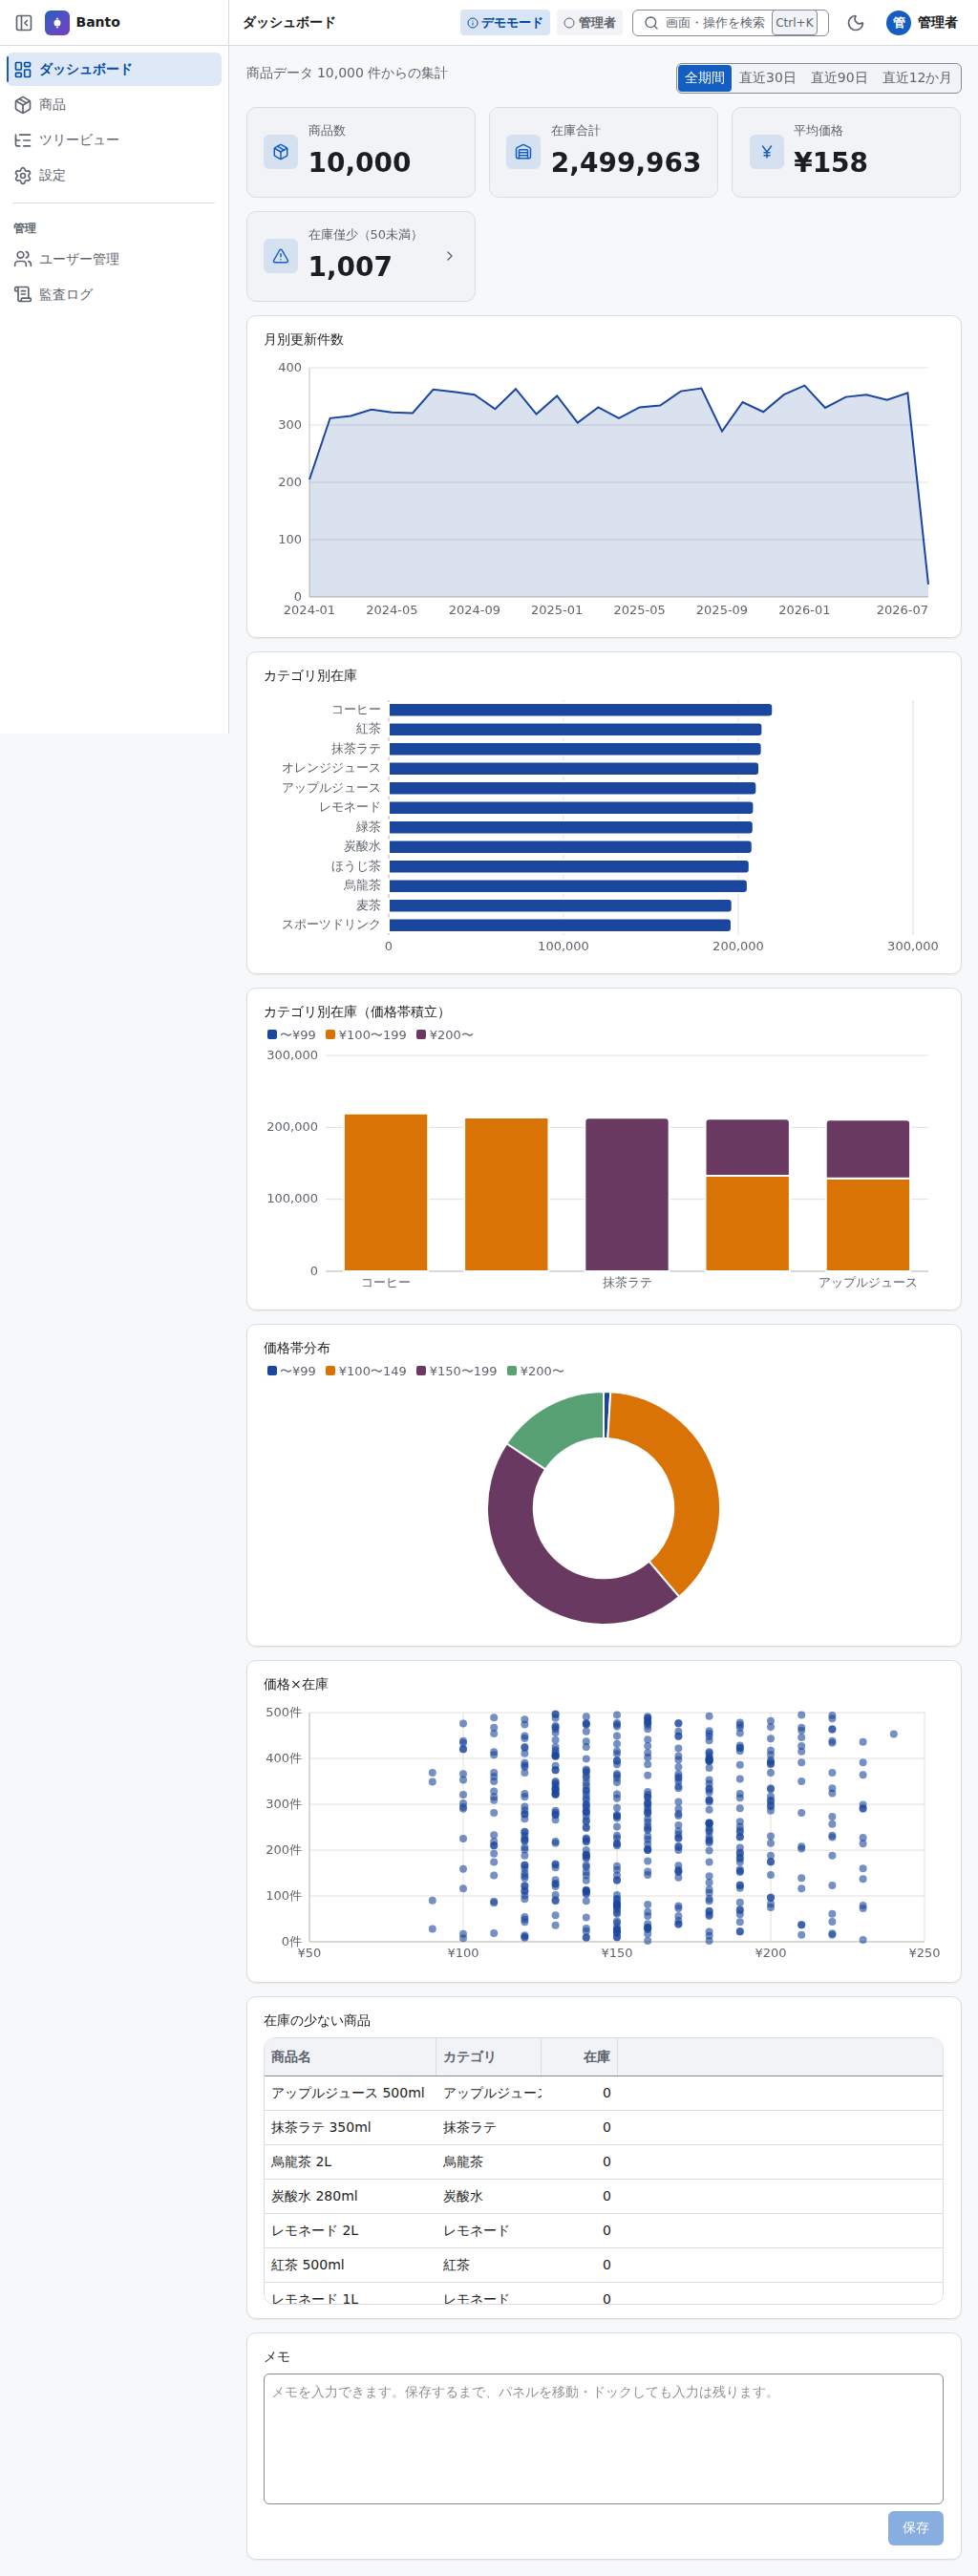 Banto
ダッシュボード
デモモード
管理者
画面・操作を検索
Ctrl+K
管
管理者
ダッシュボード
商品
ツリービュー
設定
管理
ユーザー管理
監査ログ
商品データ 10,000 件からの集計
全期間
直近30日
直近90日
直近12か月
商品数
10,000
在庫合計
2,499,963
平均価格
¥158
在庫僅少（50未満）
1,007
月別更新件数
400
300
200
100
0
2024-01 2024-05 2024-09 2025-01 2025-05 2025-09 2026-01 2026-07
カテゴリ別在庫
コーヒー
紅茶
抹茶ラテ
オレンジジュース
アップルジュース
レモネード
緑茶
炭酸水
ほうじ茶
烏龍茶
麦茶
スポーツドリンク
0 100,000 200,000 300,000
カテゴリ別在庫（価格帯積立）
〜¥99 ¥100〜199 ¥200〜
300,000
200,000
100,000
0
コーヒー 抹茶ラテ アップルジュース
価格帯分布
〜¥99 ¥100〜149 ¥150〜199 ¥200〜
価格×在庫
500件
400件
300件
200件
100件
0件
¥50 ¥100 ¥150 ¥200 ¥250
在庫の少ない商品
商品名 カテゴリ 在庫
アップルジュース 500ml アップルジュース 0
抹茶ラテ 350ml 抹茶ラテ 0
烏龍茶 2L 烏龍茶 0
炭酸水 280ml 炭酸水 0
レモネード 2L レモネード 0
紅茶 500ml 紅茶 0
レモネード 1L レモネード 0
メモ
メモを入力できます。保存するまで、パネルを移動・ドックしても入力は残ります。
保存